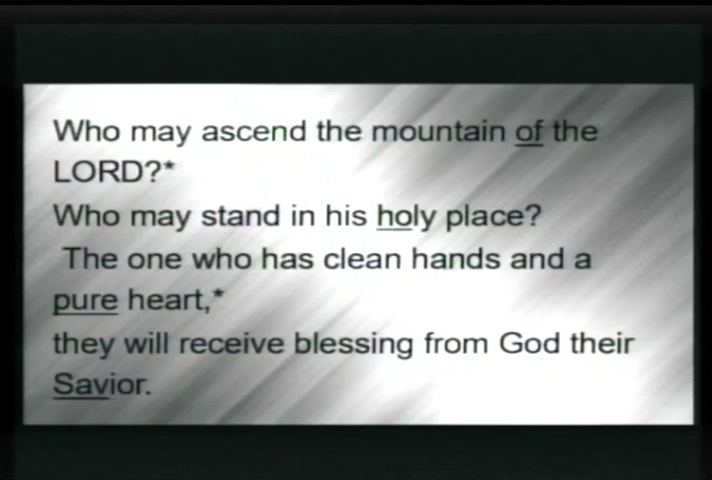 Who may ascend the mountain of the
LORD?*
Who may stand in his holy place?
The one who has clean hands and a
pure heart,*
they will receive blessing from God their
Savior.